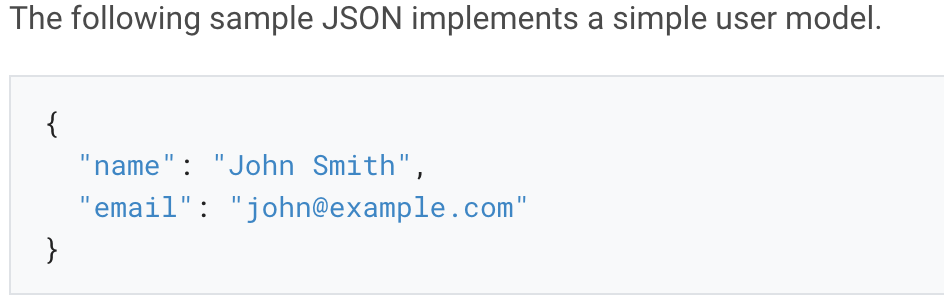 The following sample JSON implements a simple user model.
{
  "name": "John Smith",
  "email": "john@example.com"
}